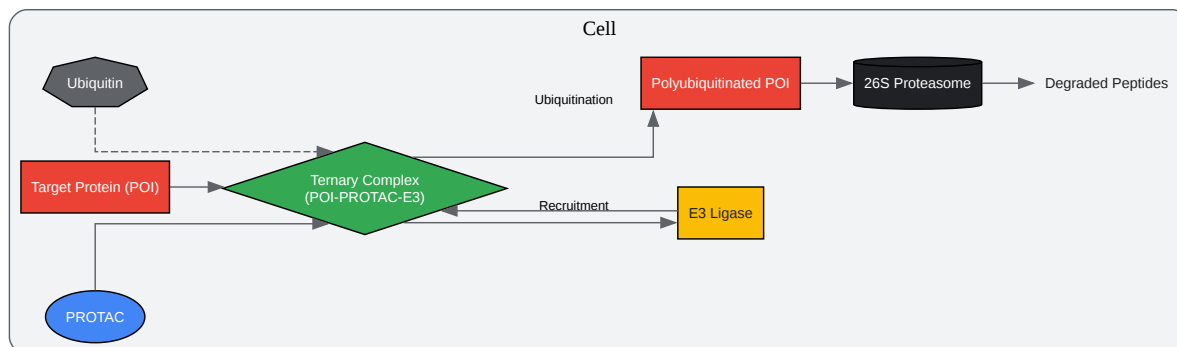 Cell
Ubiquitin
Polyubiquitinated POI
26S Proteasome
Degraded Peptides
Ubiquitination
Target Protein (POI)
Ternary Complex
(POI-PROTAC-E3)
Recruitment
E3 Ligase
PROTAC